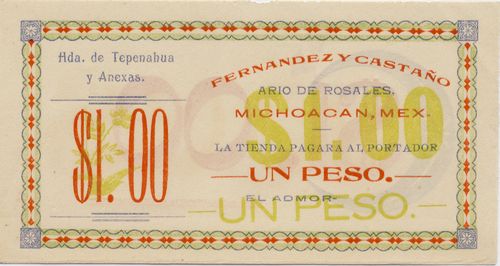 Hda. de Tepenahua
y Anexas.
$1.00
FERNANDEZ Y CASTAÑO
ARIO DE ROSALES.
MICHOACAN, MEX.
$1.00
LA TIENDA PAGARA AL PORTADOR
—UN PESO.—
EL ADMOR.
—UN PESO.—